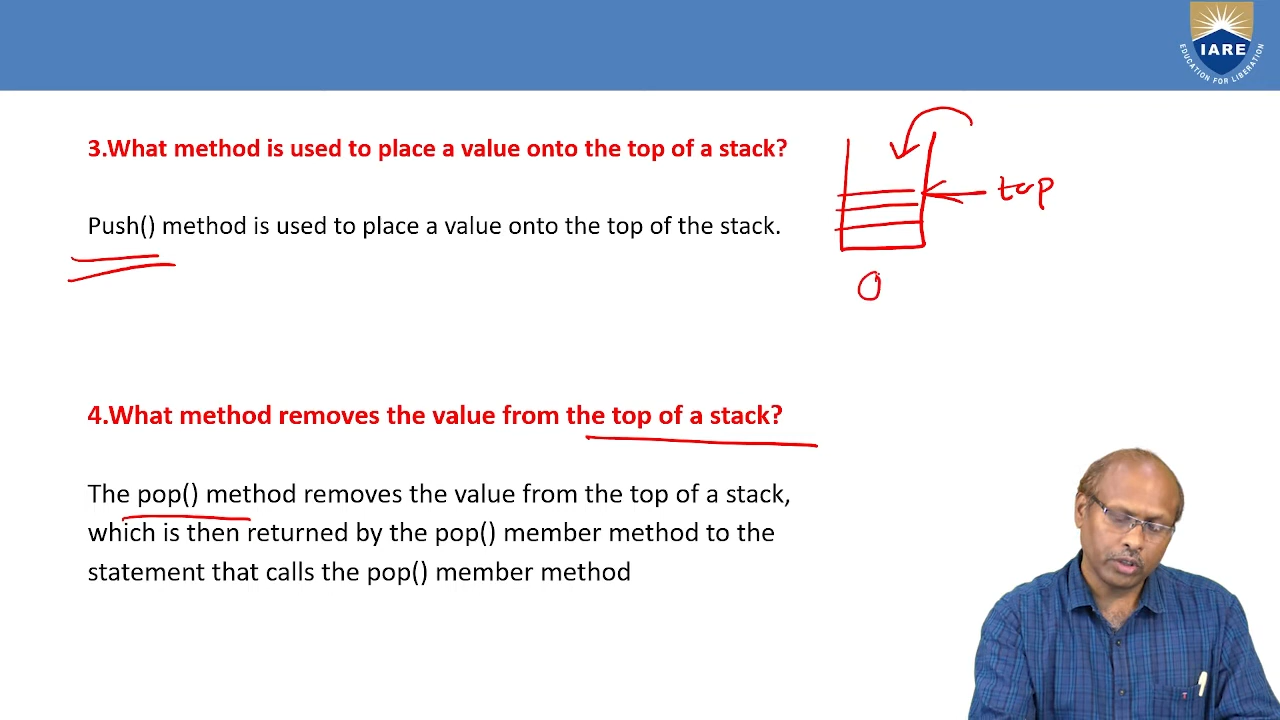 IARE
EDUCATION FOR LIBERATION
3.What method is used to place a value onto the top of a stack?
top
Push() method is used to place a value onto the top of the stack.
0
4.What method removes the value from the top of a stack?
The pop() method removes the value from the top of a stack,
which is then returned by the pop() member method to the
statement that calls the pop() member method